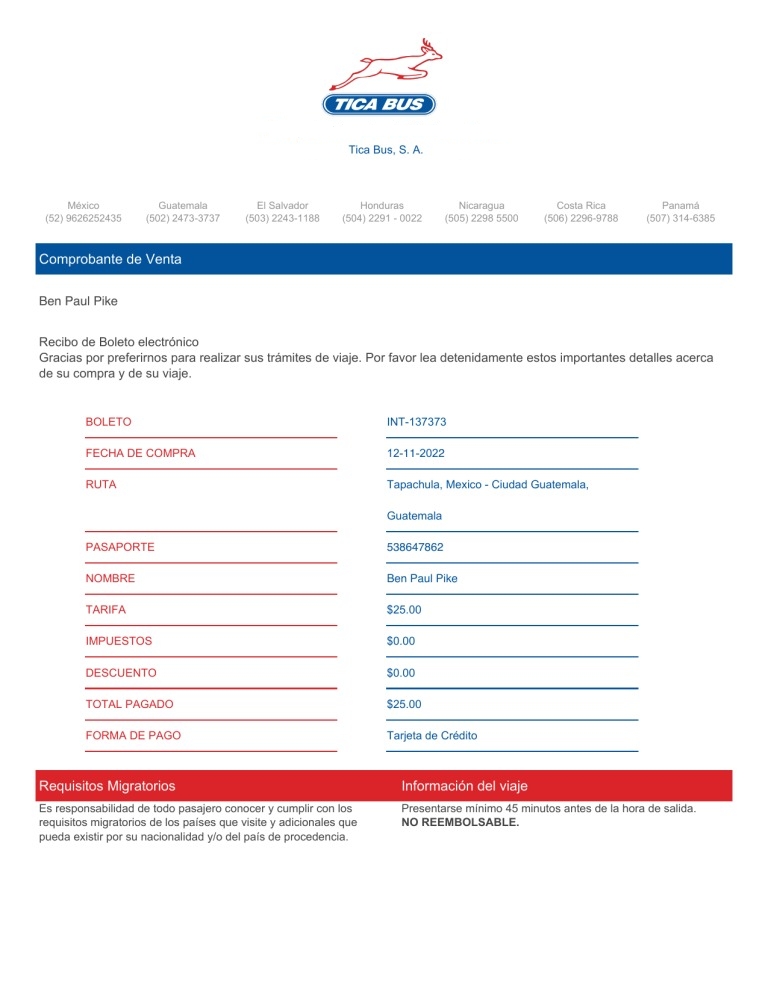 TICA BUS
Tica Bus, S. A.
México Guatemala El Salvador Honduras Nicaragua Costa Rica Panamá
(52) 9626252435 (502) 2473-3737 (503) 2243-1188 (504) 2291 - 0022 (505) 2298 5500 (506) 2296-9788 (507) 314-6385
Comprobante de Venta
Ben Paul Pike
Recibo de Boleto electrónico
Gracias por preferirnos para realizar sus trámites de viaje. Por favor lea detenidamente estos importantes detalles acerca
de su compra y de su viaje.
BOLETO INT-137373
FECHA DE COMPRA 12-11-2022
RUTA Tapachula, Mexico - Ciudad Guatemala,
Guatemala
PASAPORTE 538647862
NOMBRE Ben Paul Pike
TARIFA $25.00
IMPUESTOS $0.00
DESCUENTO $0.00
TOTAL PAGADO $25.00
FORMA DE PAGO Tarjeta de Crédito
Requisitos Migratorios
Es responsabilidad de todo pasajero conocer y cumplir con los
requisitos migratorios de los países que visite y adicionales que
pueda existir por su nacionalidad y/o del país de procedencia.
Información del viaje
Presentarse mínimo 45 minutos antes de la hora de salida.
NO REEMBOLSABLE.